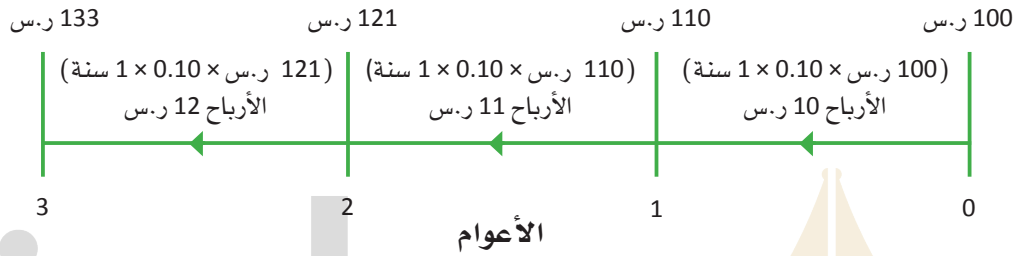 100 ر.س 110 ر.س 121 ر.س 133 ر.س
(100 ر.س × 0.10 × 1 سنة) (110 ر.س × 0.10 × 1 سنة) (121 ر.س × 0.10 × 1 سنة)
الأرباح 10 ر.س الأرباح 11 ر.س الأرباح 12 ر.س
0 1 2 3
الأعوام